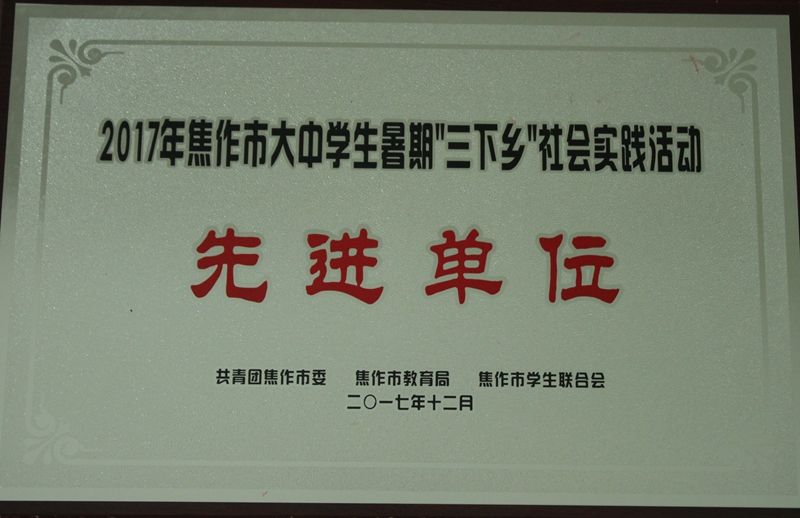 2017年焦作市大中学生暑期"三下乡"社会实践活动
先进单位
共青团焦作市委 焦作市教育局 焦作市学生联合会
二〇一七年十二月